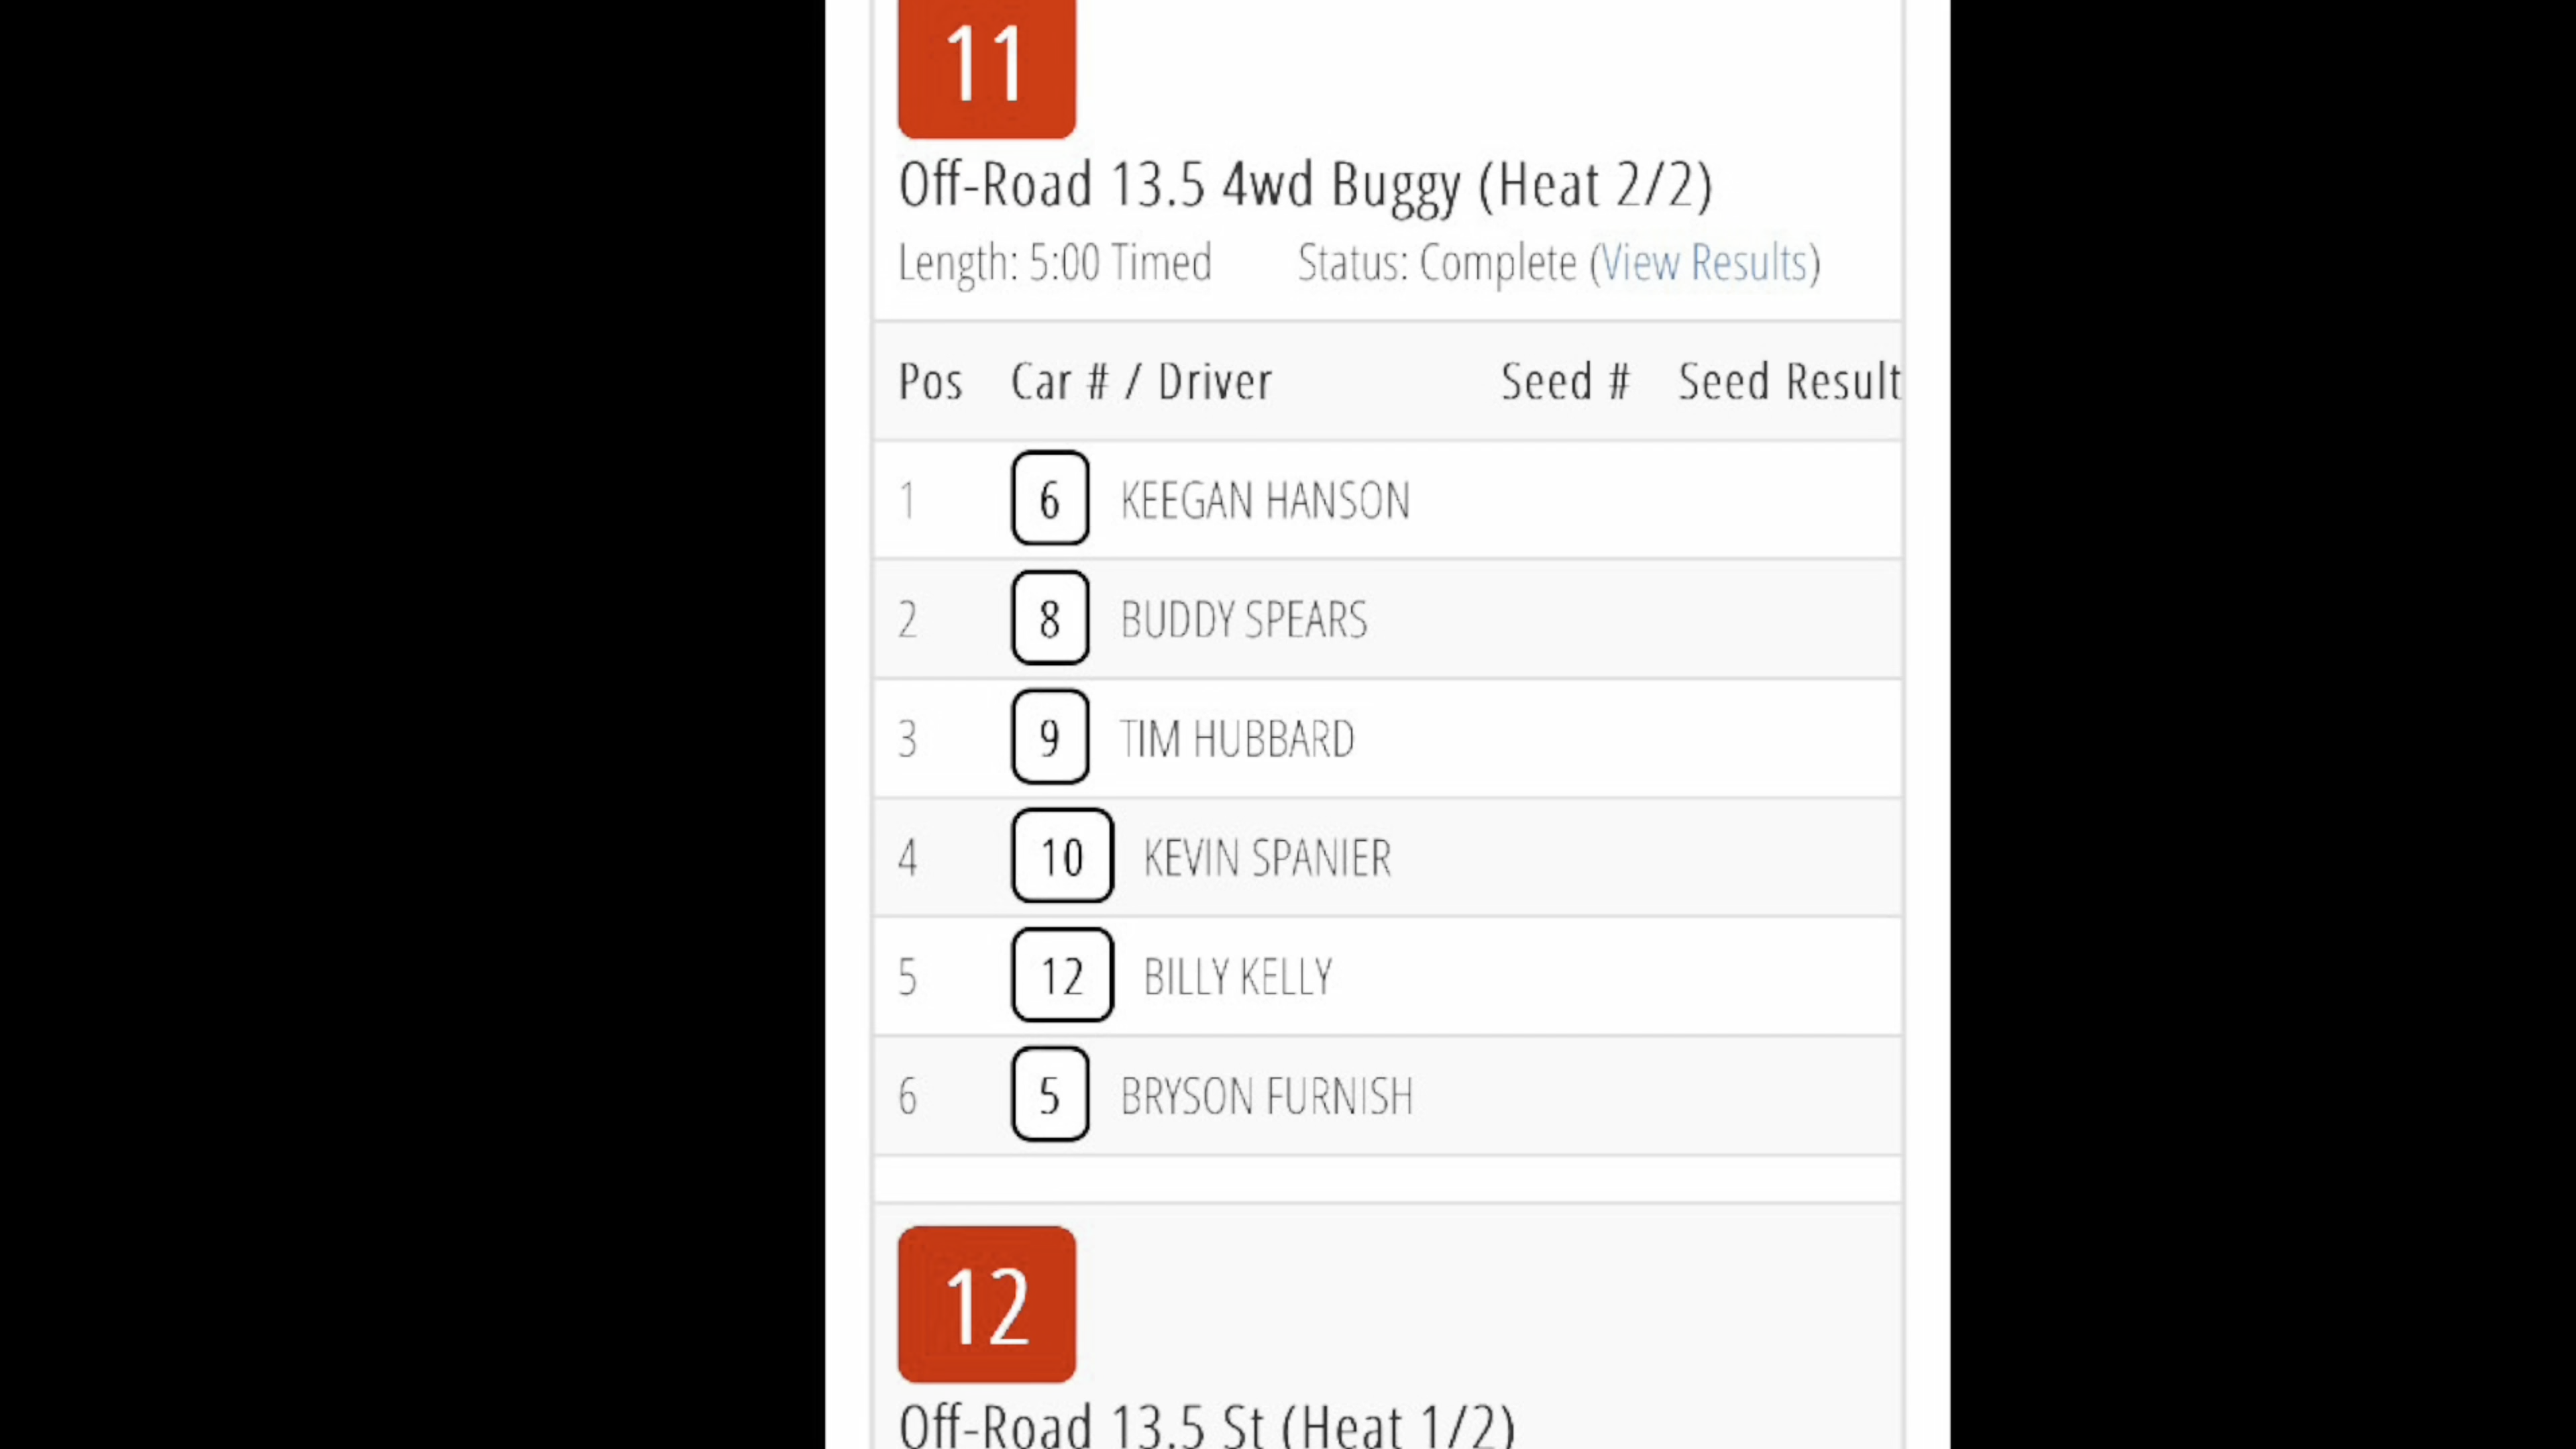 11
Off-Road 13.5 4wd Buggy (Heat 2/2)
Length: 5:00 Timed Status: Complete (View Results)
Pos Car # / Driver Seed # Seed Result
1 6 KEEGAN HANSON
2 8 BUDDY SPEARS
3 9 TIM HUBBARD
4 10 KEVIN SPANIER
5 12 BILLY KELLY
6 5 BRYSON FURNISH
12
Off-Road 13.5 St (Heat 1/2)